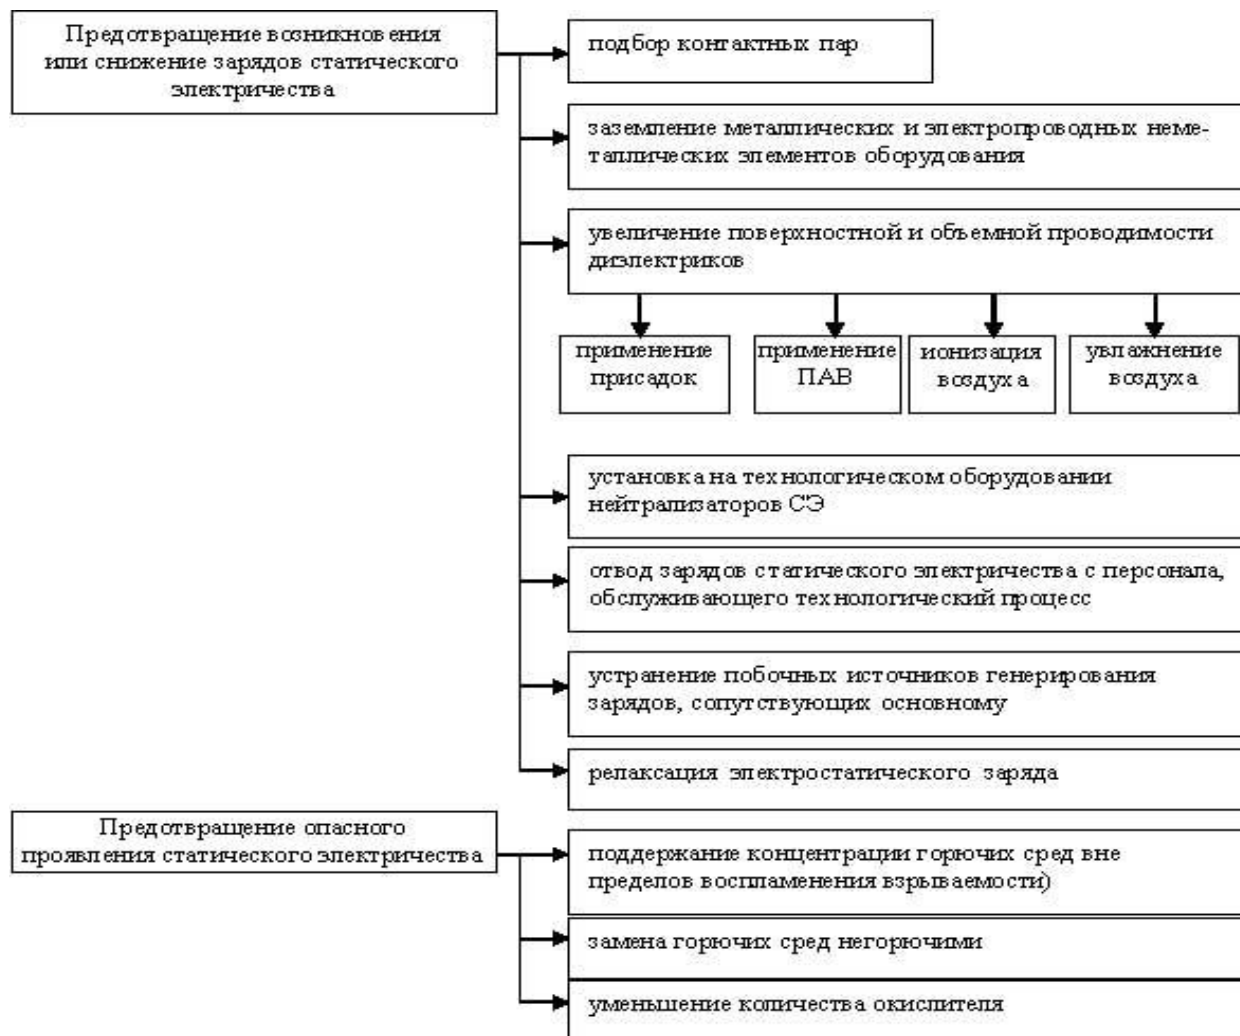 Предотвращение возникновения
или снижение зарядов статического
электричества
подбор контактных пар
заземление металлических и электропроводных неме-
таллических элементов оборудования
увеличение поверхностной и объемной проводимости
диэлектриков
применение
присадок
применение
ПАВ
ионизация
воздуха
увлажнение
воздуха
установка на технологическом оборудовании
нейтрализаторов СЭ
отвод зарядов статического электричества с персонала,
обслуживающего технологический процесс
устранение побочных источников генерирования
зарядов, сопутствующих основному
релаксация электростатического заряда
Предотвращение опасного
проявления статического электричества
поддержание концентрации горючих сред вне
пределов воспламенения взрываемости)
замена горючих сред негорючими
уменьшение количества окислителя